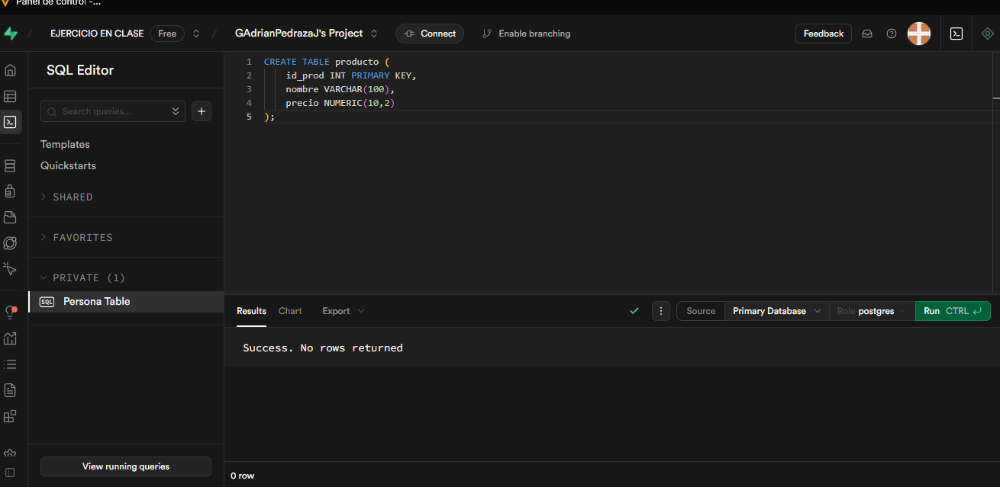 Panel de control -...
EJERCICIO EN CLASE Free GAdrianPedrazaJ's Project Connect Enable branching Feedback
SQL Editor
Search queries...
Templates
Quickstarts
SHARED
FAVORITES
PRIVATE (1)
SQL Persona Table
View running queries
1 CREATE TABLE producto (
2 id_prod INT PRIMARY KEY,
3 nombre VARCHAR(100),
4 precio NUMERIC(10,2)
5 );
Results Chart Export Source Primary Database Role postgres Run CTRL
Success. No rows returned
0 row